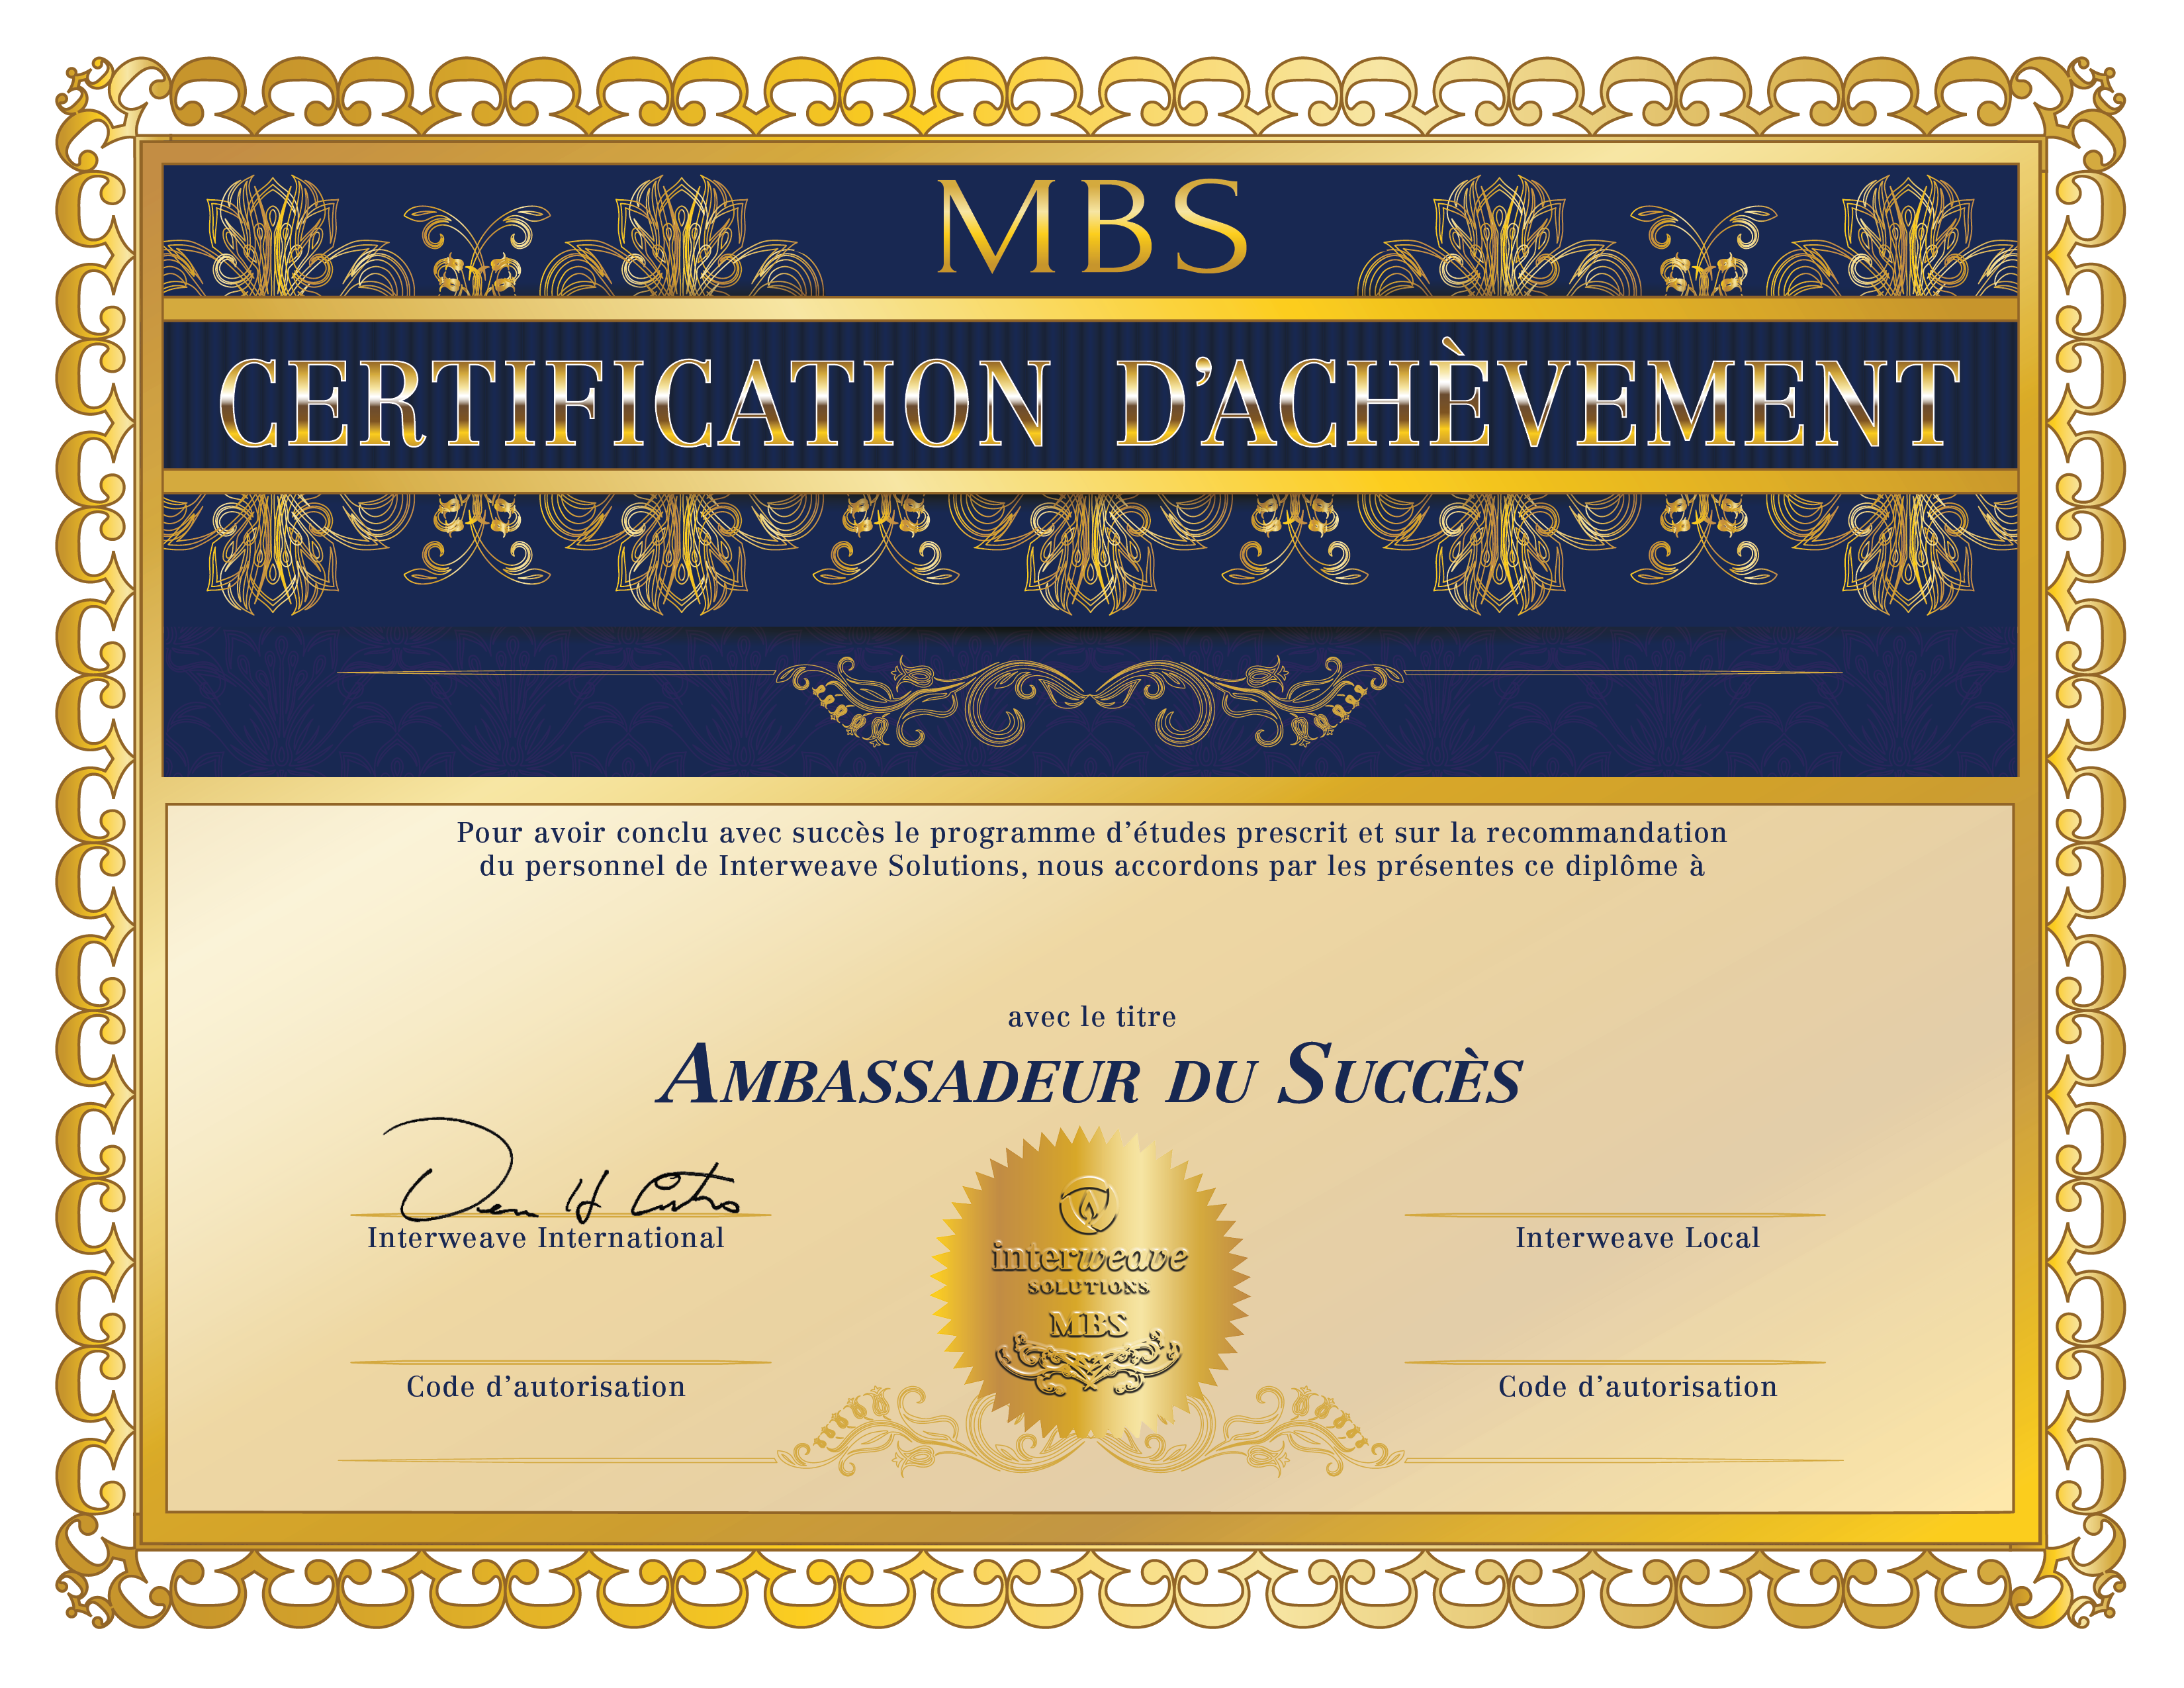 MBS
CERTIFICATION D'ACHÈVEMENT
Pour avoir conclu avec succès le programme d'études prescrit et sur la recommandation
du personnel de Interweave Solutions, nous accordons par les présentes ce diplôme à
avec le titre
Ambassadeur du Succès
Interweave International
Interweave Local
interweave
SOLUTIONS
MBS
Code d'autorisation
Code d'autorisation